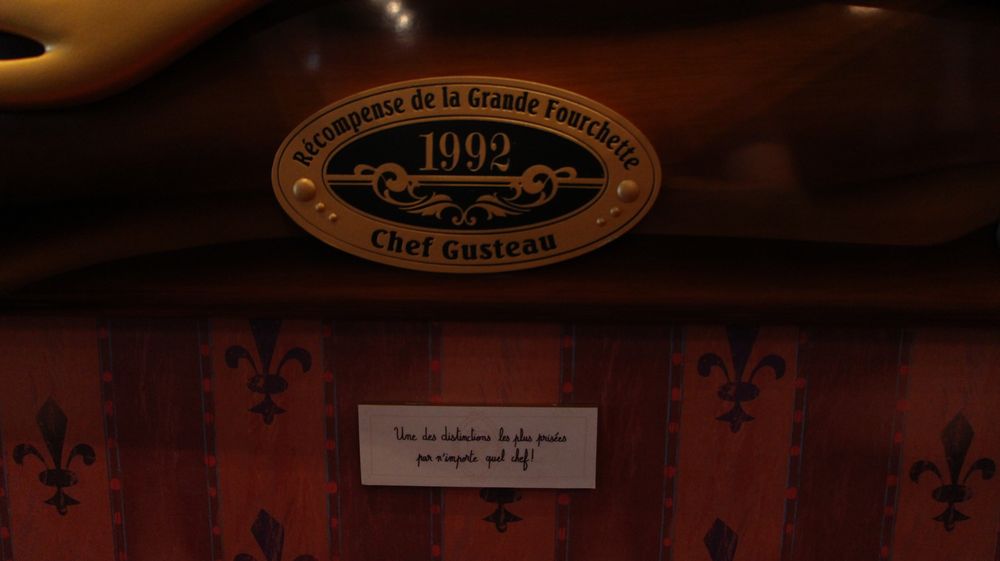 Récompense de la Grande Fourchette
1992
Chef Gusteau
Une des distinctions les plus prisées
par n'importe quel chef!